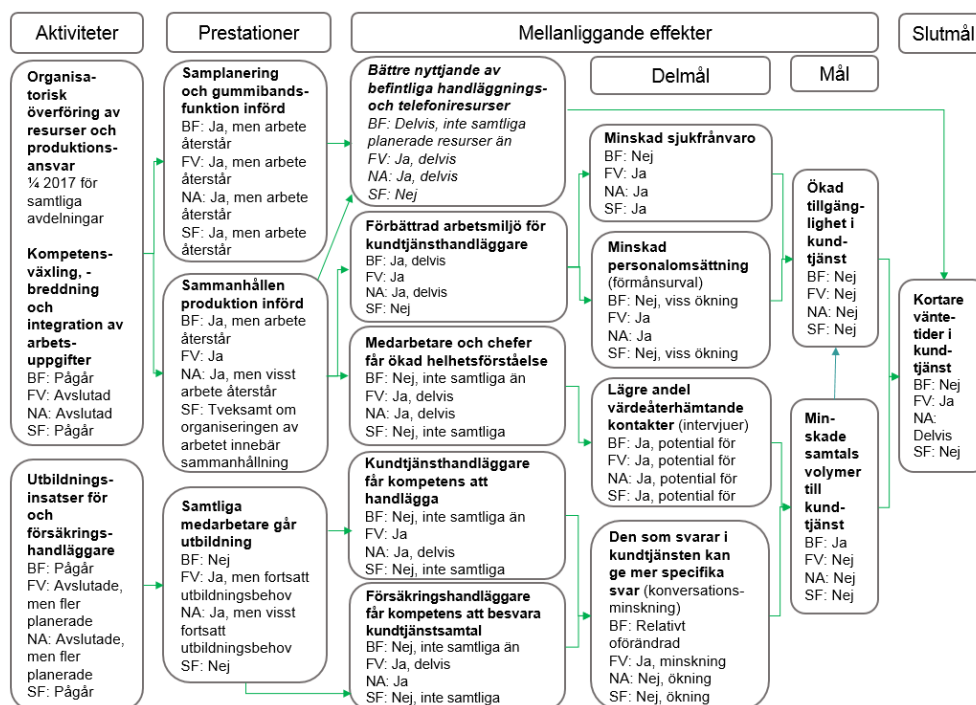 Aktiviteter
Prestationer
Mellanliggande effekter
Slutmål
Delmål
Mål
Organisa-
torisk
överföring av
resurser och
produktions-
ansvar
¼ 2017 för
samtliga
avdelningar
Kompetens-
växling, -
breddning
och
integration av
arbets-
uppgifter
BF: Pågår
FV: Avslutad
NA: Avslutad
SF: Pågår
Utbildnings-
insatser för
och
försäkrings-
handläggare
BF: Pågår
FV: Avslutade,
men fler
planerade
NA: Avslutade,
men fler
planerade
SF: Pågår
Samplanering
och gummibands-
funktion införd
BF: Ja, men arbete
återstår
FV: Ja, men arbete
återstår
NA: Ja, men arbete
återstår
SF: Ja, men arbete
återstår
Sammanhållen
produktion införd
BF: Ja, men arbete
återstår
FV: Ja
NA: Ja, men visst
arbete återstår
SF: Tveksamt om
organiseringen av
arbetet innebär
sammanhållning
Samtliga
medarbetare går
utbildning
BF: Nej
FV: Ja, men fortsatt
utbildningsbehov
NA: Ja, men visst
fortsatt
utbildningsbehov
SF: Nej
Bättre nyttjande av
befintliga handläggnings-
och telefoniresurser
BF: Delvis, inte samtliga
planerade resurser än
FV: Ja, delvis
NA: Ja, delvis
SF: Nej
Förbättrad arbetsmiljö för
kundtjänsthandläggare
BF: Ja, delvis
FV: Ja
NA: Ja, delvis
SF: Nej
Medarbetare och chefer
får ökad helhetsförståelse
BF: Nej, inte samtliga än
FV: Ja, delvis
NA: Ja, delvis
SF: Nej, inte samtliga
Kundtjänsthandläggare
får kompetens att
handlägga
BF: Nej, inte samtliga än
FV: Ja
NA: Ja, delvis
SF: Nej, inte samtliga
Försäkringshandläggare
får kompetens att besvara
kundtjänstsamtal
BF: Nej, inte samtliga än
FV: Ja, delvis
NA: Ja
SF: Nej, inte samtliga
Minskad sjukfrånvaro
BF: Nej
FV: Ja
NA: Ja
SF: Ja
Minskad
personalomsättning
(förmånsurval)
BF: Nej, viss ökning
FV: Ja
NA: Ja
SF: Nej, viss ökning
Lägre andel
värdeåterhämtande
kontakter (intervjuer)
BF: Ja, potential för
FV: Ja, potential för
NA: Ja, potential för
SF: Ja, potential för
Den som svarar i
kundtjänsten kan
ge mer specifika
svar (konversations-
minskning)
BF: Relativt
oförändrad
FV: Ja, minskning
NA: Nej, ökning
SF: Nej, ökning
Ökad
tillgäng-
lighet i
kund-
tjänst
BF: Nej
FV: Nej
NA: Nej
SF: Nej
Min-
skade
samtals
volymer
till
kund-
tjänst
BF: Ja
FV: Nej
NA: Nej
SF: Nej
Kortare
vänte-
tider i
kund-
tjänst
BF: Nej
FV: Ja
NA:
Delvis
SF: Nej